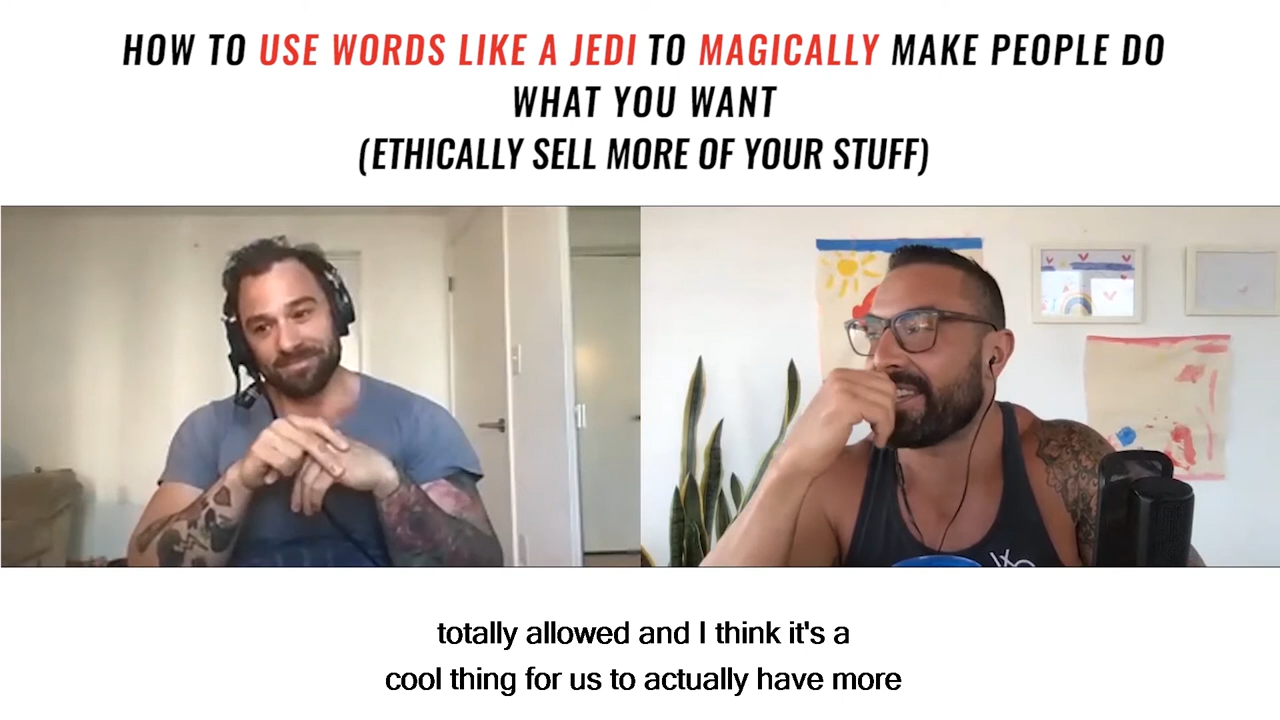 HOW TO USE WORDS LIKE A JEDI TO MAGICALLY MAKE PEOPLE DO
WHAT YOU WANT
(ETHICALLY SELL MORE OF YOUR STUFF)
totally allowed and I think it's a
cool thing for us to actually have more